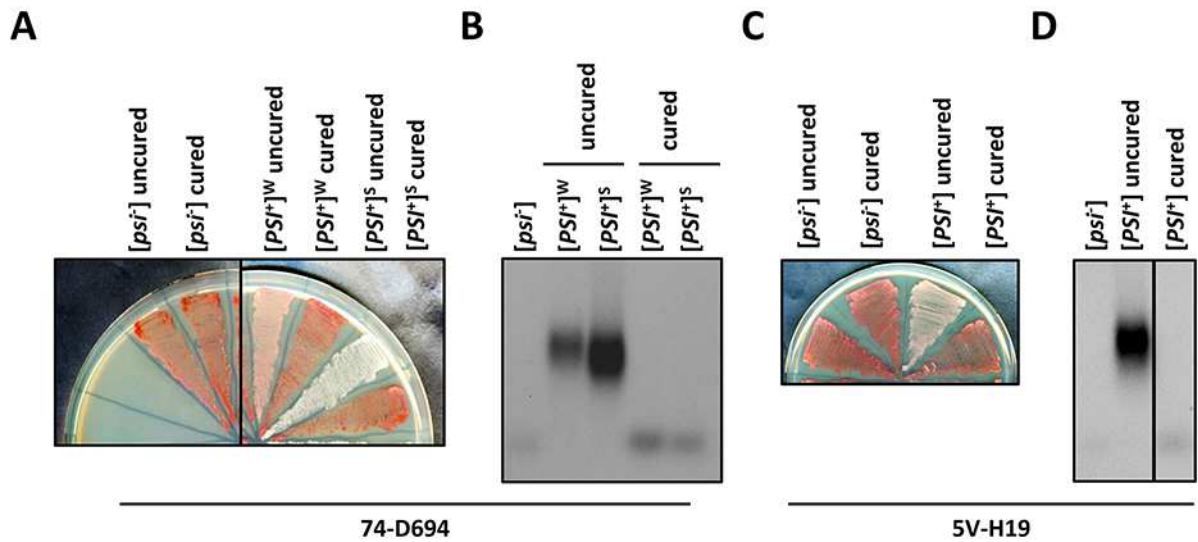 A
B
C
D
[psi-] uncured
[psi-] cured
[PSI+]W uncured
[PSI+]W cured
[PSI+]S uncured
[PSI+]S cured
uncured
cured
[psi-]
[PSI+]W
[PSI+]S
[PSI+]W
[PSI+]S
[psi-] uncured
[psi-] cured
[PSI+] uncured
[PSI+] cured
[psi-]
[PSI+] uncured
[PSI+] cured
74-D694
5V-H19